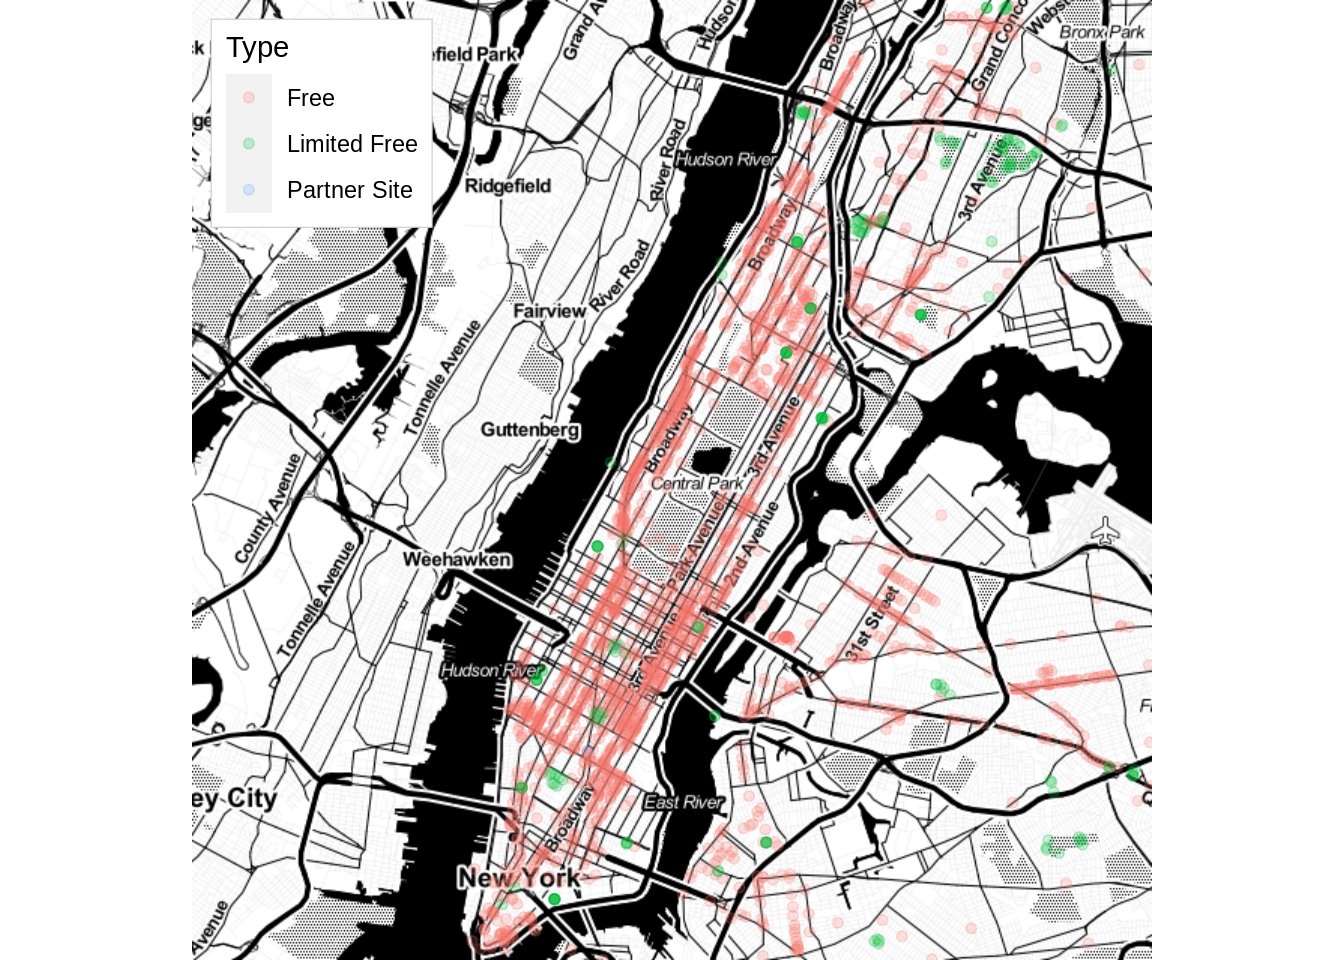 Type
Free
Limited Free
Partner Site
efield Park
Grand Av
Hudson
Broadway
Grand Conco
Webst
Bronx Park
River Road
Hudson River
Ridgefield
3rd Avenue
Broadway
River Road
Fairview
Tonnelle Avenue
Guttenberg
Broadway
3rd Avenue
Central Park
County Avenue
Park Avenue
2nd Avenue
Weehawken
Tonnelle Avenue
31st Street
3rd Avenue
Hudson River
ey City
East River
Broadway
New York
Avenue